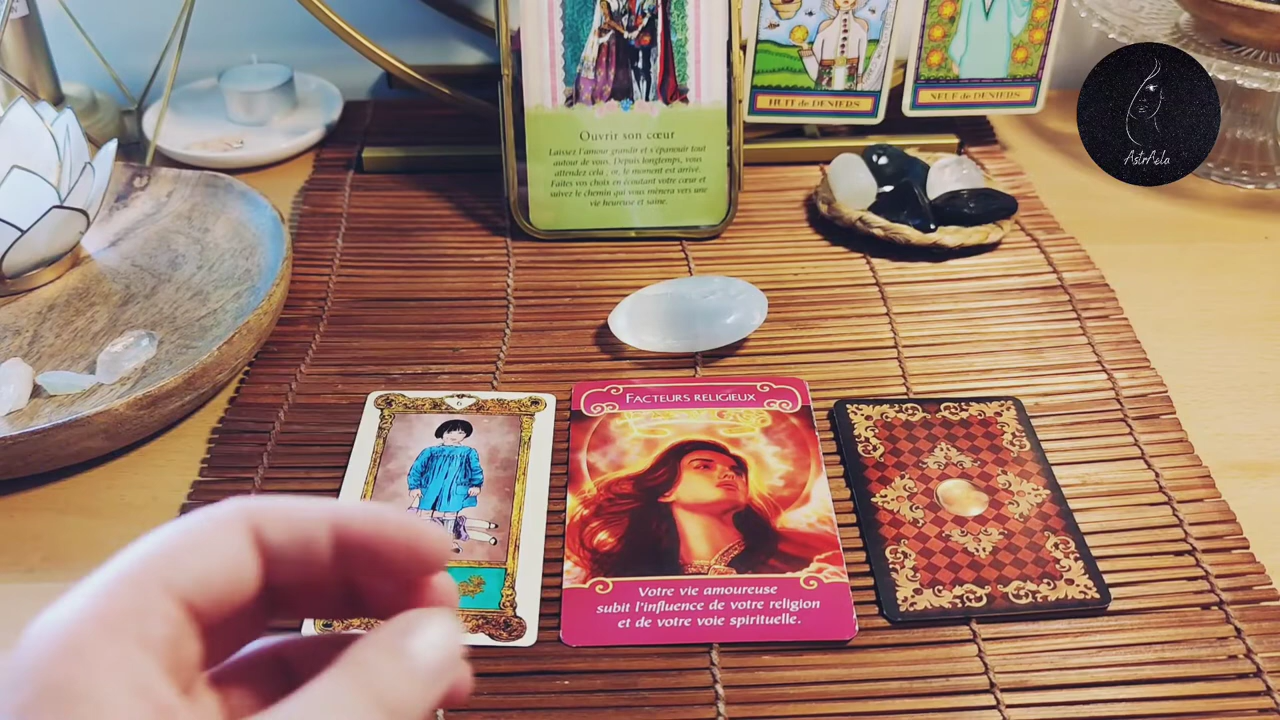 Ouvrir son cœur
Laissez l'amour grandir et s'épanouir tout
autour de vous. Depuis longtemps, vous
attendez cela ; or, le moment est arrivé.
Faites vos choix en écoutant votre cœur et
suivez le chemin qui vous mènera vers une
vie heureuse et saine.
HUIT de DENIERS
NEUF de DENIERS
AstrAela
6
FACTEURS RELIGIEUX
Votre vie amoureuse
subit l'influence de votre religion
et de votre voie spirituelle.